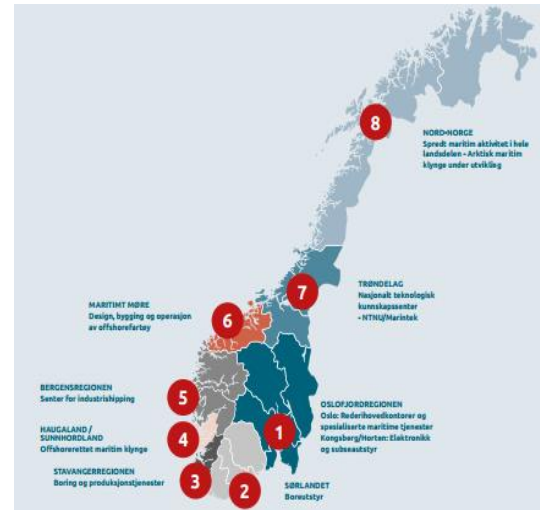 8
NORD-NORGE
Spredt maritim aktivitet i hele
landsdelen - Arktisk maritim
klynge under utvikling
7
TRØNDELAG
Nasjonalt teknologisk
kunnskapssenter
- NTNU/Marintek
MARITIMT MØRE
Design, bygging og operasjon
av offshorefartøy
6
BERGENSREGIONEN
Senter for industrishipping
5
HAUGALAND /
SUNNHORDLAND
Offshorerettet maritim klynge
4
STAVANGERREGIONEN
Boring og produksjonstjenester
3
2
SØRLANDET
Boreutstyr
1
OSLOFJORDREGIONEN
Oslo: Rederihovedkontorer og
spesialiserte maritime tjenester
Kongsberg/Horten: Elektronikk
og subseautstyr